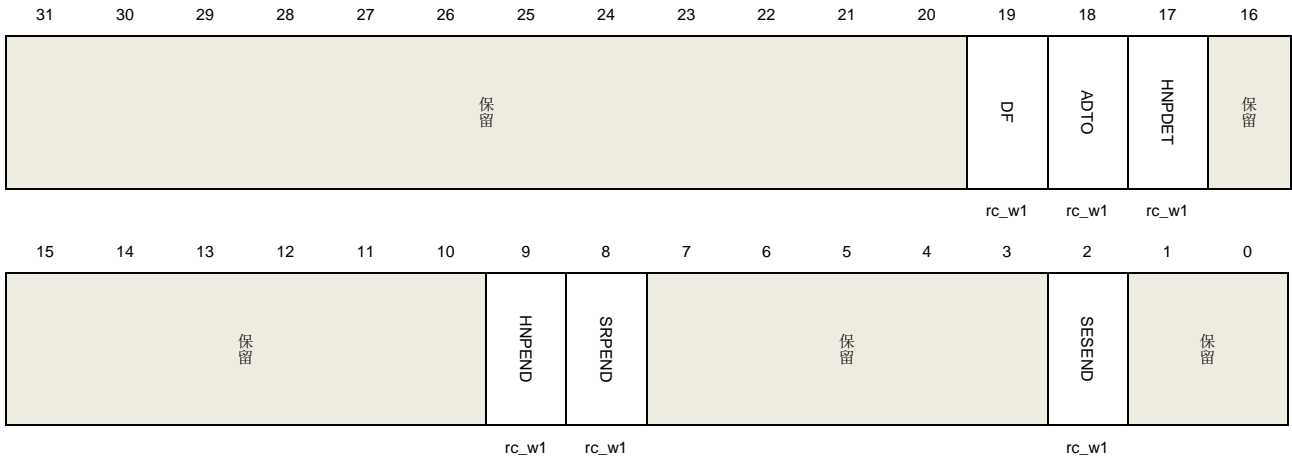 31 30 29 28 27 26 25 24 23 22 21 20 19 18 17 16
保留 DF ADTO HNPDET 保留
rc_w1 rc_w1 rc_w1
15 14 13 12 11 10 9 8 7 6 5 4 3 2 1 0
保留 HNPEND SRPEND 保留 SESEND 保留
rc_w1 rc_w1 rc_w1